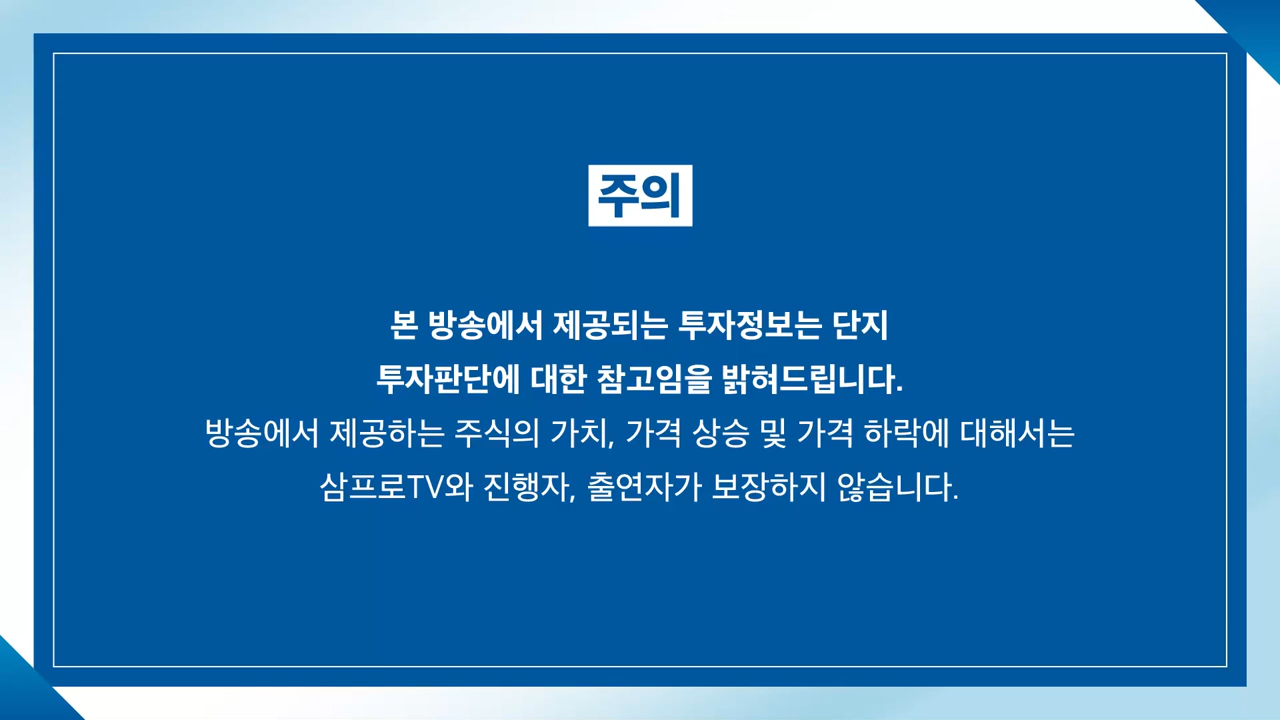 주의
본 방송에서 제공되는 투자정보는 단지
투자판단에 대한 참고임을 밝혀드립니다.
방송에서 제공하는 주식의 가치, 가격 상승 및 가격 하락에 대해서는
삼프로TV와 진행자, 출연자가 보장하지 않습니다.